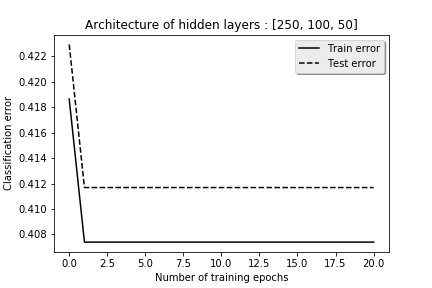 Architecture of hidden layers : [250, 100, 50]
Train error
Test error
Classification error
0.422
0.420
0.418
0.416
0.414
0.412
0.410
0.408
0.0 2.5 5.0 7.5 10.0 12.5 15.0 17.5 20.0
Number of training epochs